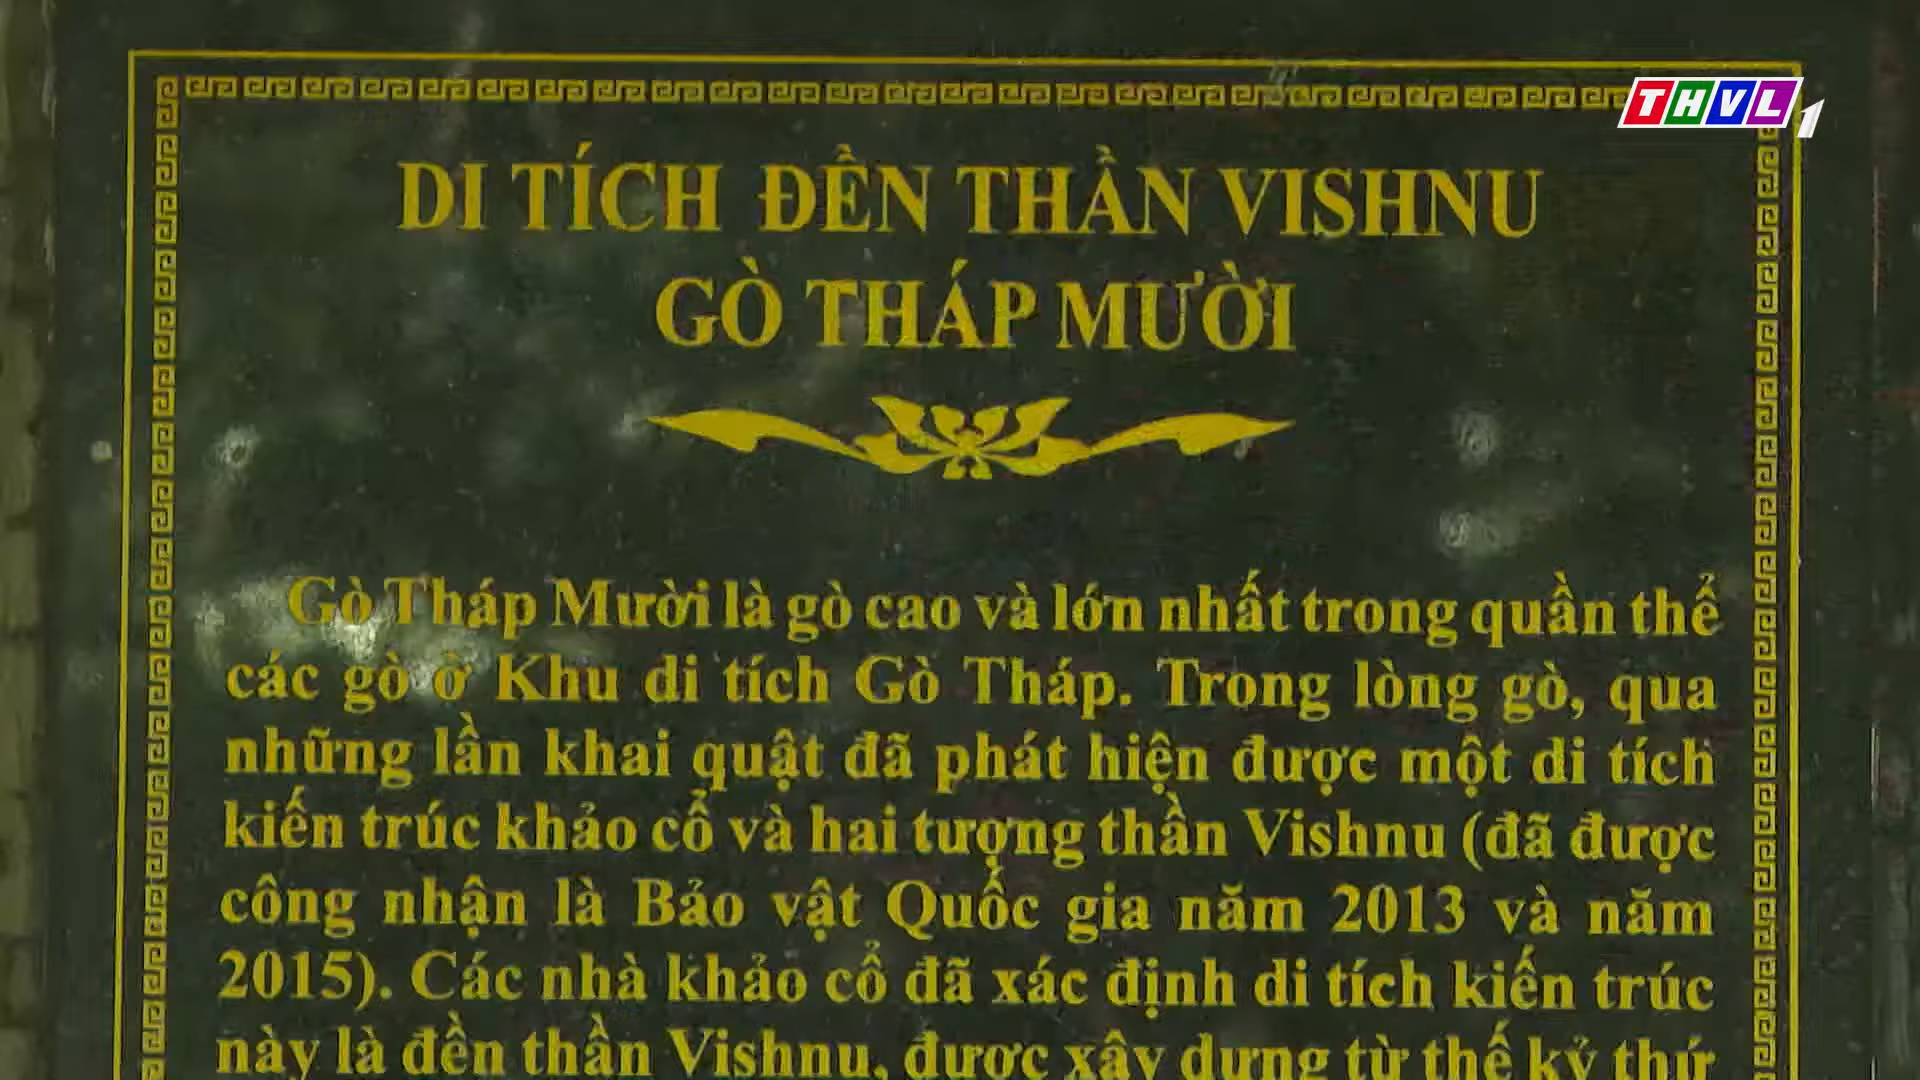 THVL1
DI TÍCH ĐỀN THẦN VISHNU
GÒ THÁP MƯỜI
Gò Tháp Mười là gò cao và lớn nhất trong quần thể
các gò ở Khu di tích Gò Tháp. Trong lòng gò, qua
những lần khai quật đã phát hiện được một di tích
kiến trúc khảo cổ và hai tượng thần Vishnu (đã được
công nhận là Bảo vật Quốc gia năm 2013 và năm
2015). Các nhà khảo cổ đã xác định di tích kiến trúc
này là đền thần Vishnu, được xây dựng từ thế kỷ thứ